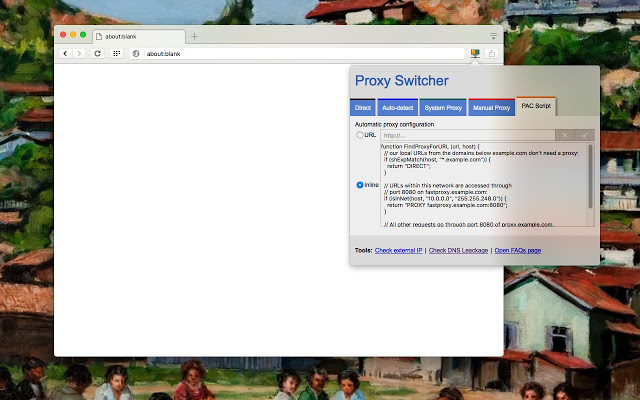 about:blank
about:blank
Proxy Switcher
Direct
Auto-detect
System Proxy
Manual Proxy
PAC Script
Automatic proxy configuration
URL
http://...
Inline
function FindProxyForURL (url, host) {
// our local URLs from the domains below example.com don't need a proxy:
if (shExpMatch(host, "*.example.com")) {
return "DIRECT";
}
// URLs within this network are accessed through
// port 8080 on fastproxy.example.com:
if (isInNet(host, "10.0.0.0", "255.255.248.0")) {
return "PROXY fastproxy.example.com:8080";
}
// All other requests go through port 8080 of proxy.example.com.
Tools: Check external IP | Check DNS Leackage | Open FAQs page